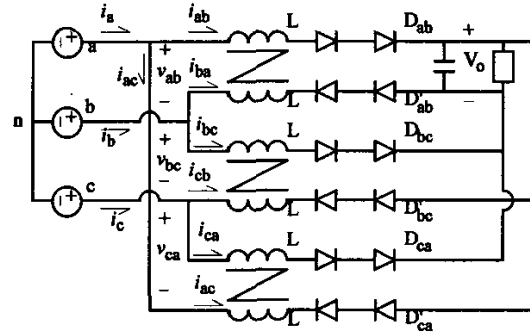 i_a i_ab L D_ab +
a + V_o
i_ac v_ab i_ba
− L D'_ab −
n b + i_bc D_bc
i_b v_bc i_cb
− L D'_bc
c + i_ca L D_ca
i_c v_ca
− i_ac L D'_ca